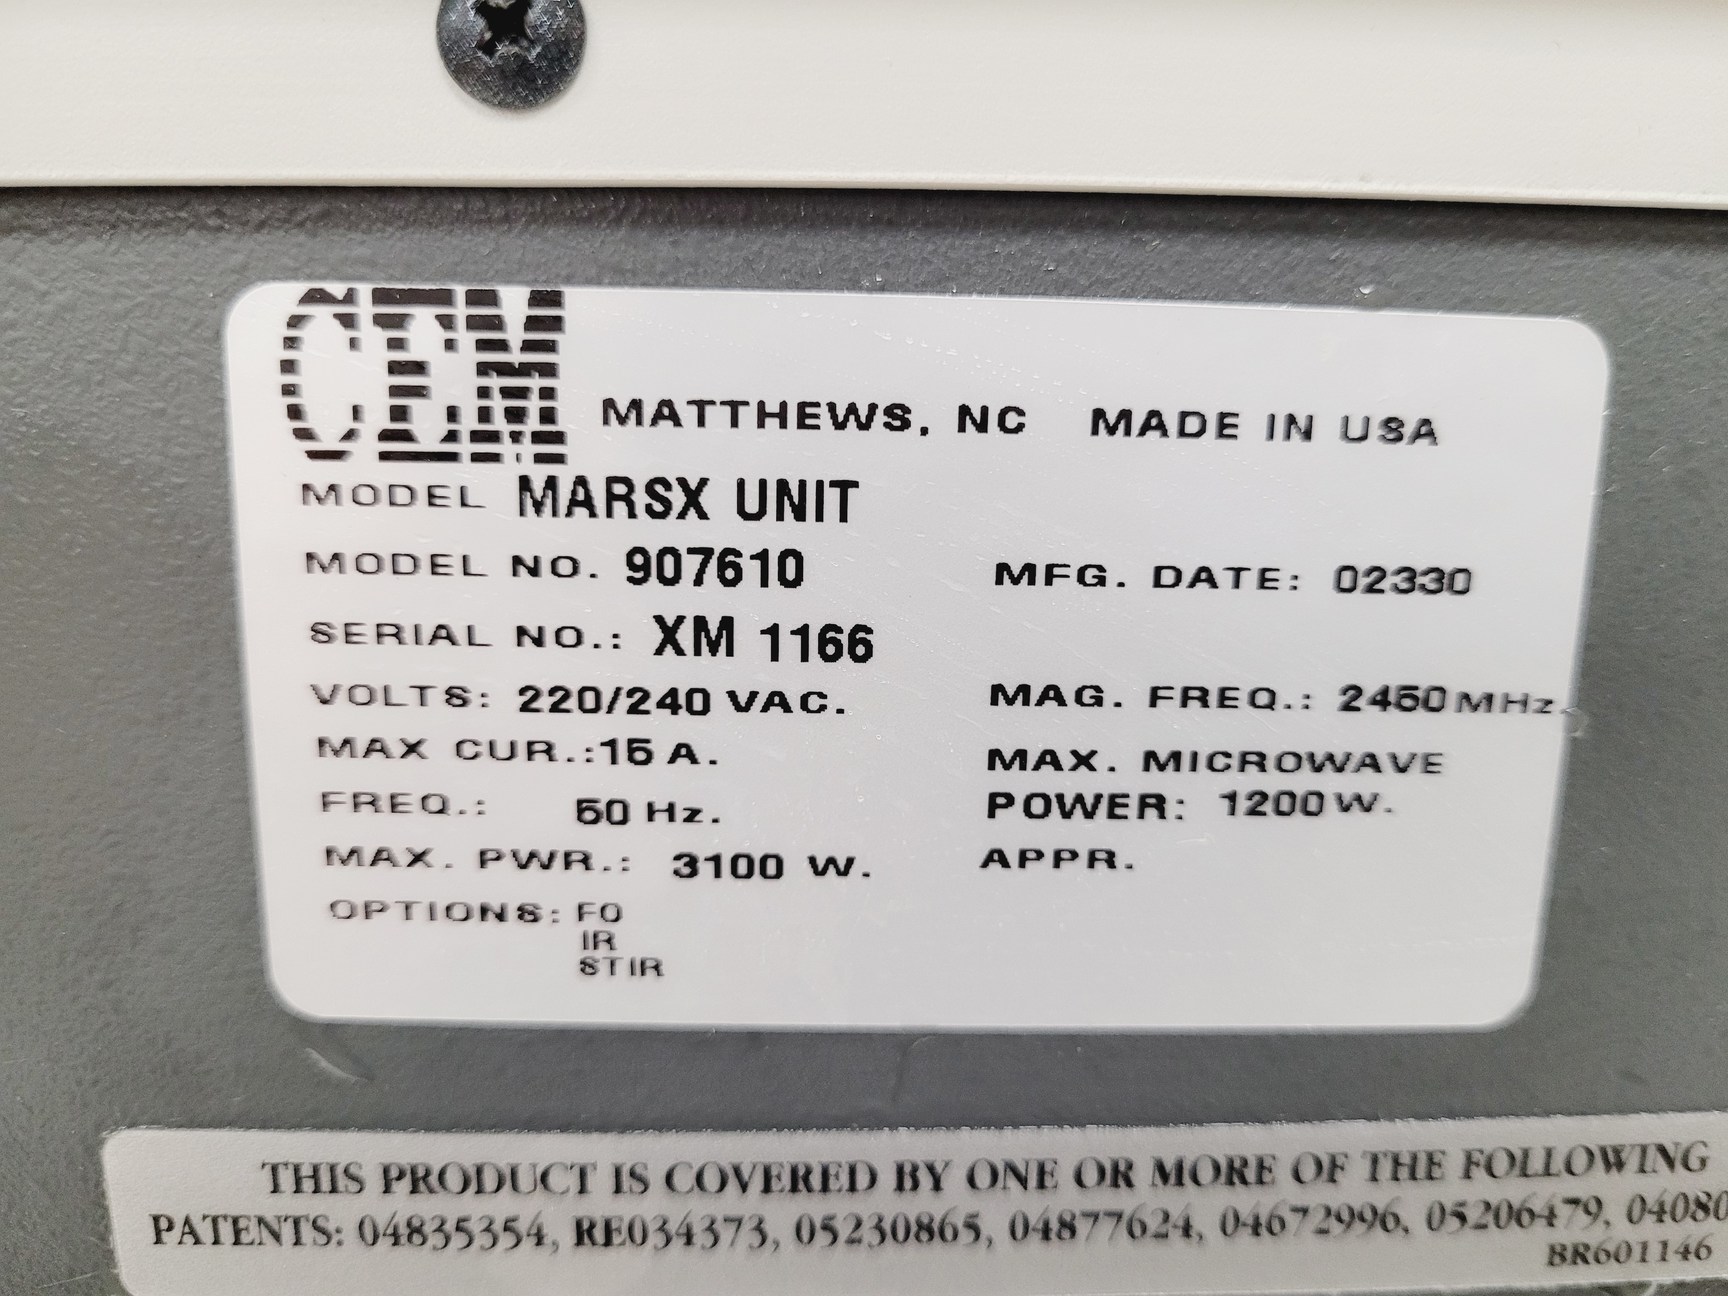 CEM MATTHEWS, NC MADE IN USA
MODEL MARSX UNIT
MODEL NO. 907610 MFG. DATE: 02330
SERIAL NO.: XM 1166
VOLTS: 220/240 VAC. MAG. FREQ.: 2450 MHz.
MAX CUR.: 15 A. MAX. MICROWAVE
FREQ.: 50 Hz. POWER: 1200 W.
MAX. PWR.: 3100 W. APPR.
OPTIONS: FO
IR
STIR
THIS PRODUCT IS COVERED BY ONE OR MORE OF THE FOLLOWING
PATENTS: 04835354, RE034373, 05230865, 04877624, 04672996, 05206479, 04080
BR601146